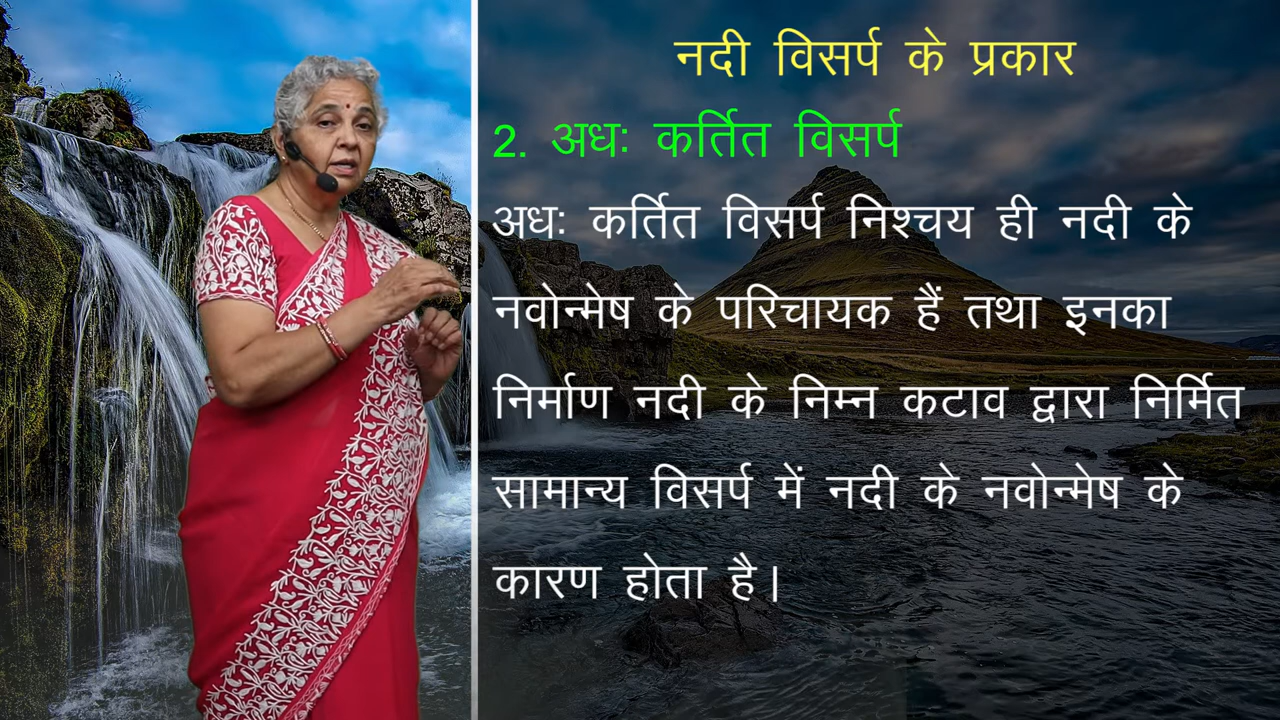 नदी विसर्प के प्रकार
2. अधः कर्तित विसर्प
अधः कर्तित विसर्प निश्चय ही नदी के
नवोन्मेष के परिचायक हैं तथा इनका
निर्माण नदी के निम्न कटाव द्वारा निर्मित
सामान्य विसर्प में नदी के नवोन्मेष के
कारण होता है।